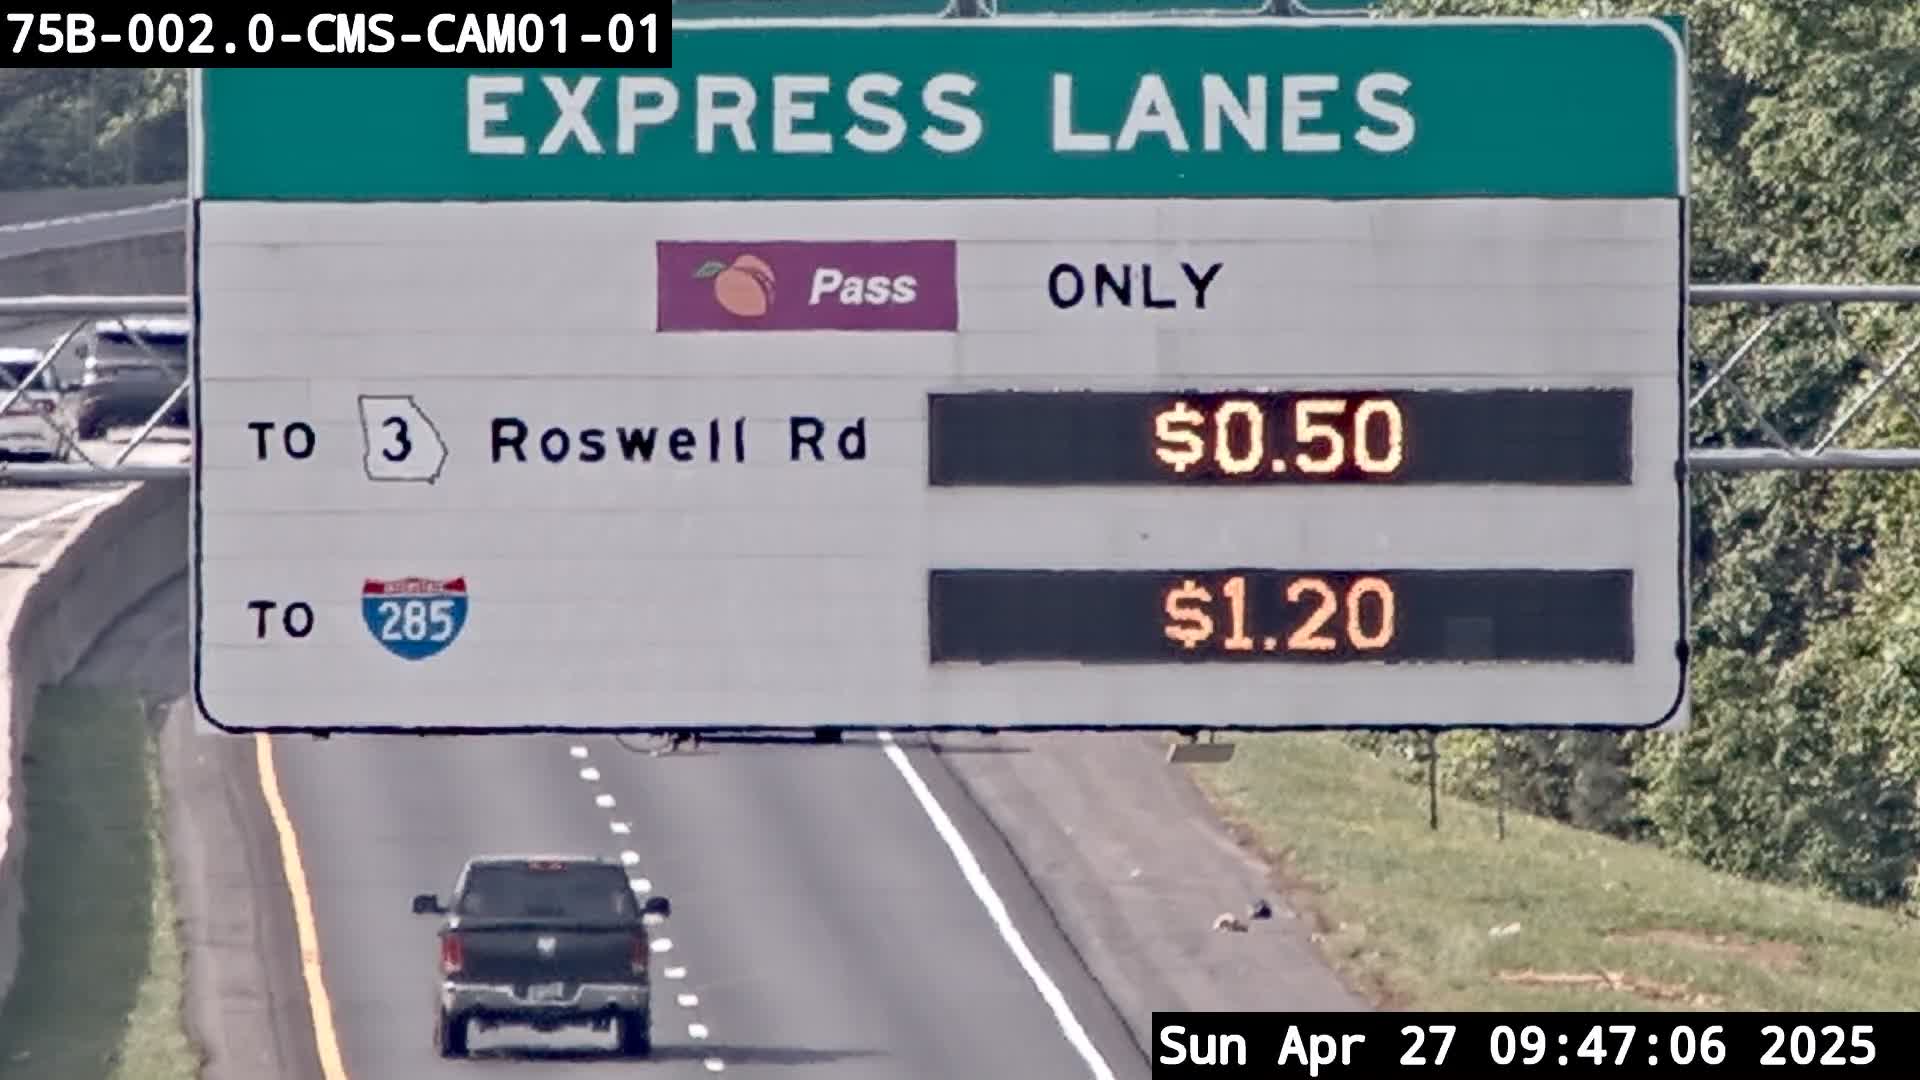 75B-002.0-CMS-CAM01-01
EXPRESS LANES
Pass ONLY
TO 3 Roswell Rd $0.50
TO 285 $1.20
Sun Apr 27 09:47:06 2025